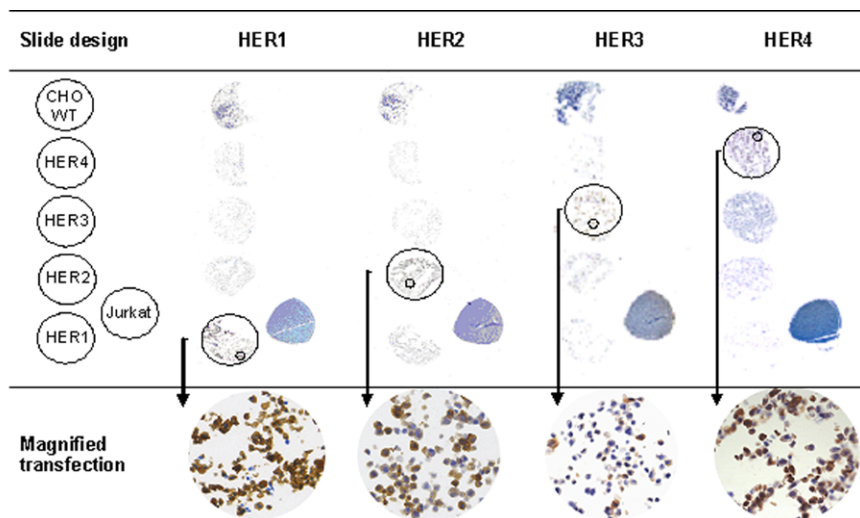 Slide design HER1 HER2 HER3 HER4
CHO
WT
HER4
HER3
HER2
Jurkat
HER1
Magnified
transfection